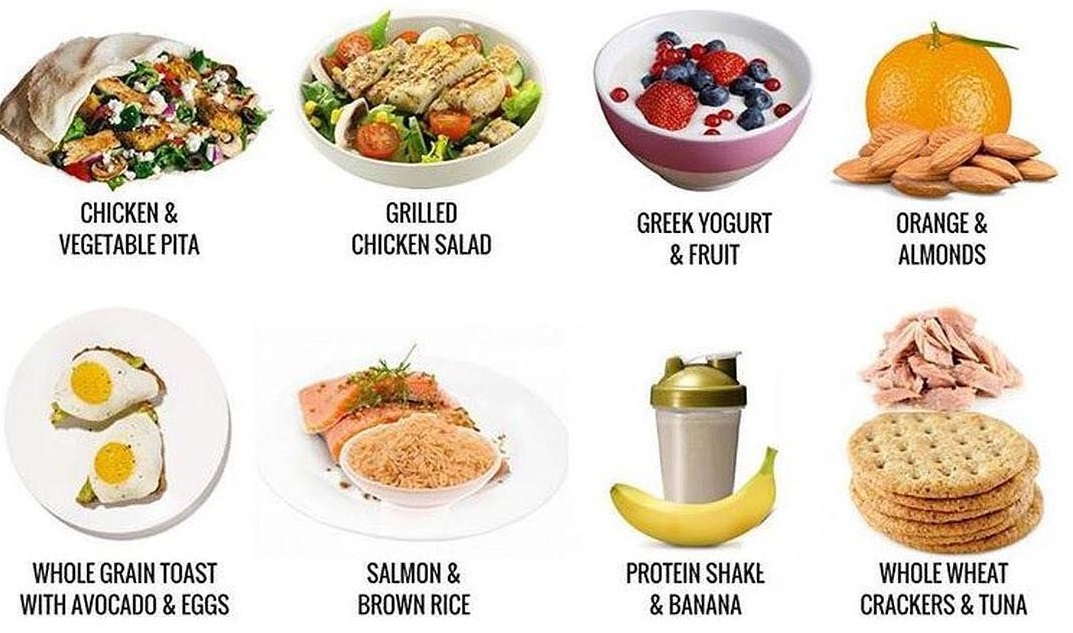 CHICKEN &
VEGETABLE PITA
GRILLED
CHICKEN SALAD
GREEK YOGURT
& FRUIT
ORANGE &
ALMONDS
WHOLE GRAIN TOAST
WITH AVOCADO & EGGS
SALMON &
BROWN RICE
PROTEIN SHAKE
& BANANA
WHOLE WHEAT
CRACKERS & TUNA